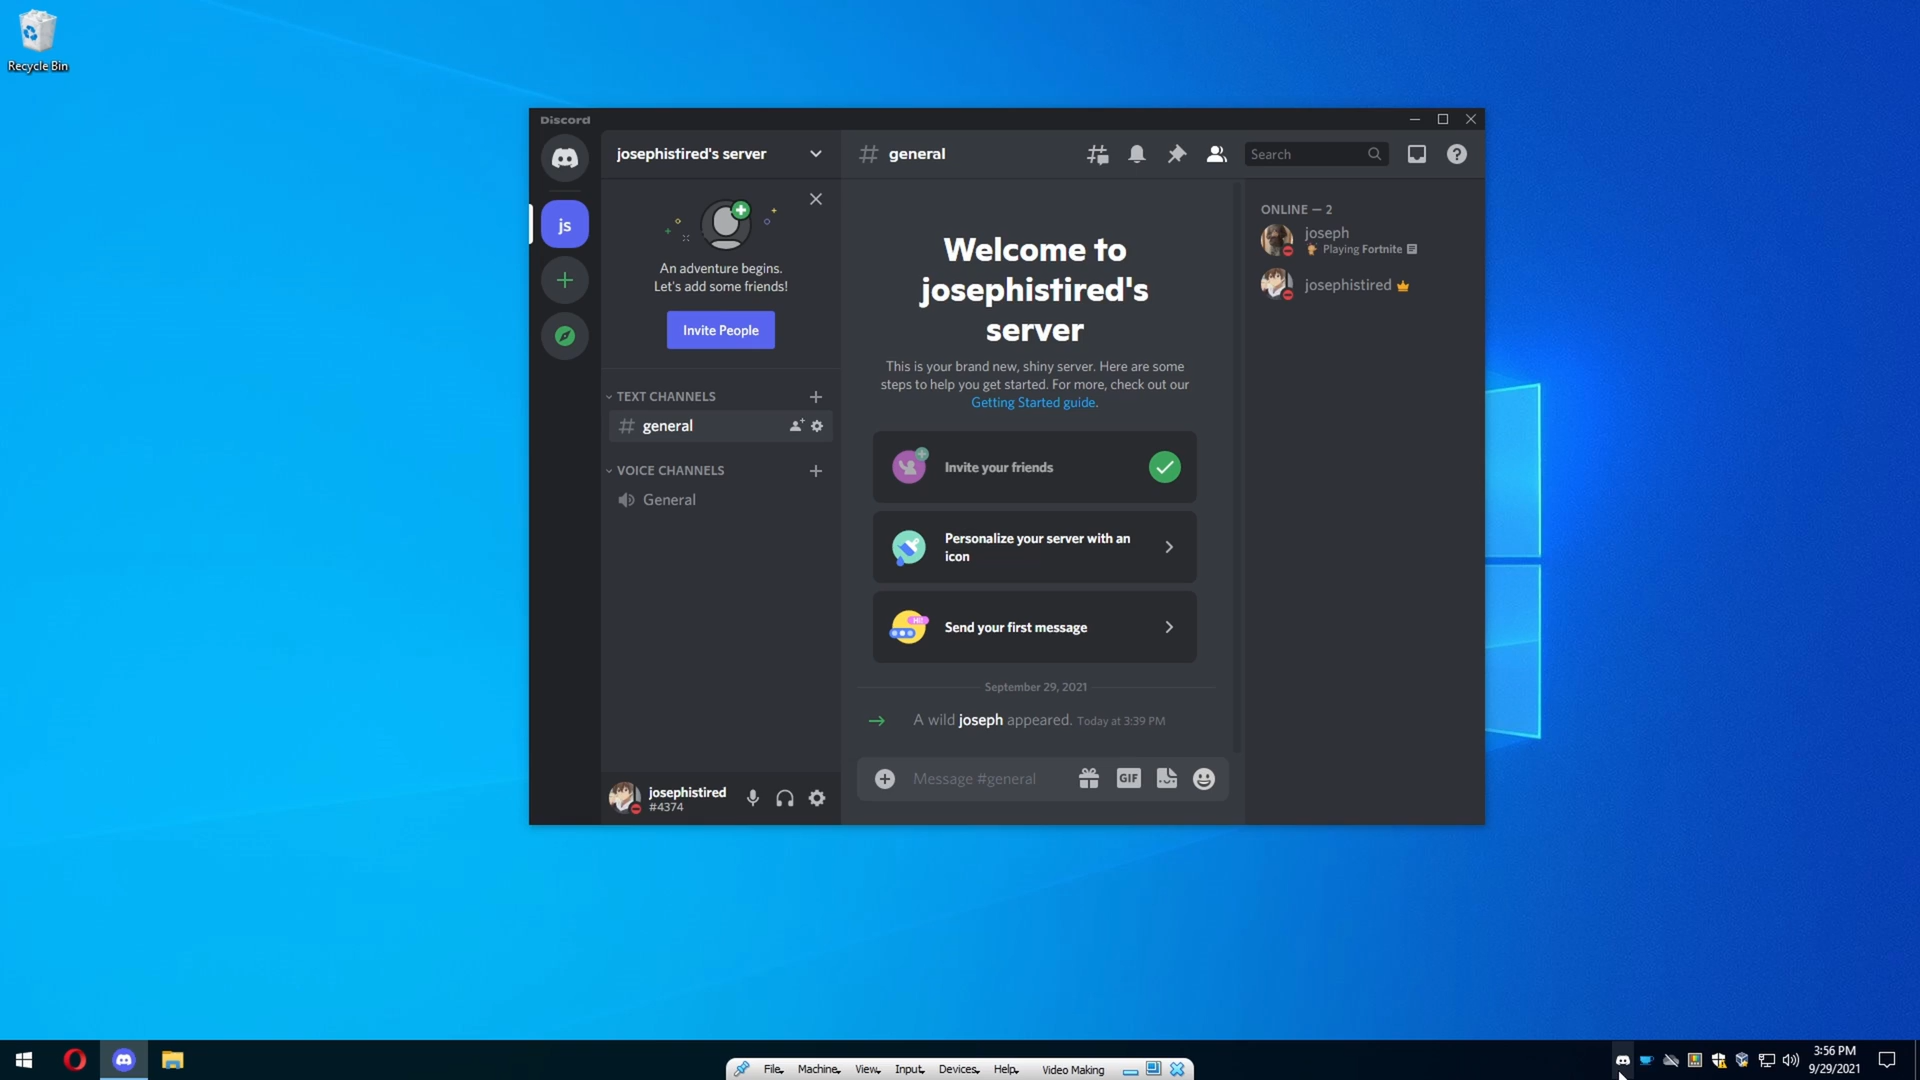 Recycle Bin
Discord
josephistired's server
general
Search
js
An adventure begins.
Let's add some friends!
Invite People
TEXT CHANNELS
general
VOICE CHANNELS
General
josephistired
#4374
Welcome to
josephistired's
server
This is your brand new, shiny server. Here are some
steps to help you get started. For more, check out our
Getting Started guide.
Invite your friends
Personalize your server with an
icon
Hi!
Send your first message
September 29, 2021
A wild joseph appeared. Today at 3:39 PM
Message #general
GIF
ONLINE — 2
joseph
Playing Fortnite
josephistired
File
Machine
View
Input
Devices
Help
Video Making
3:56 PM
9/29/2021